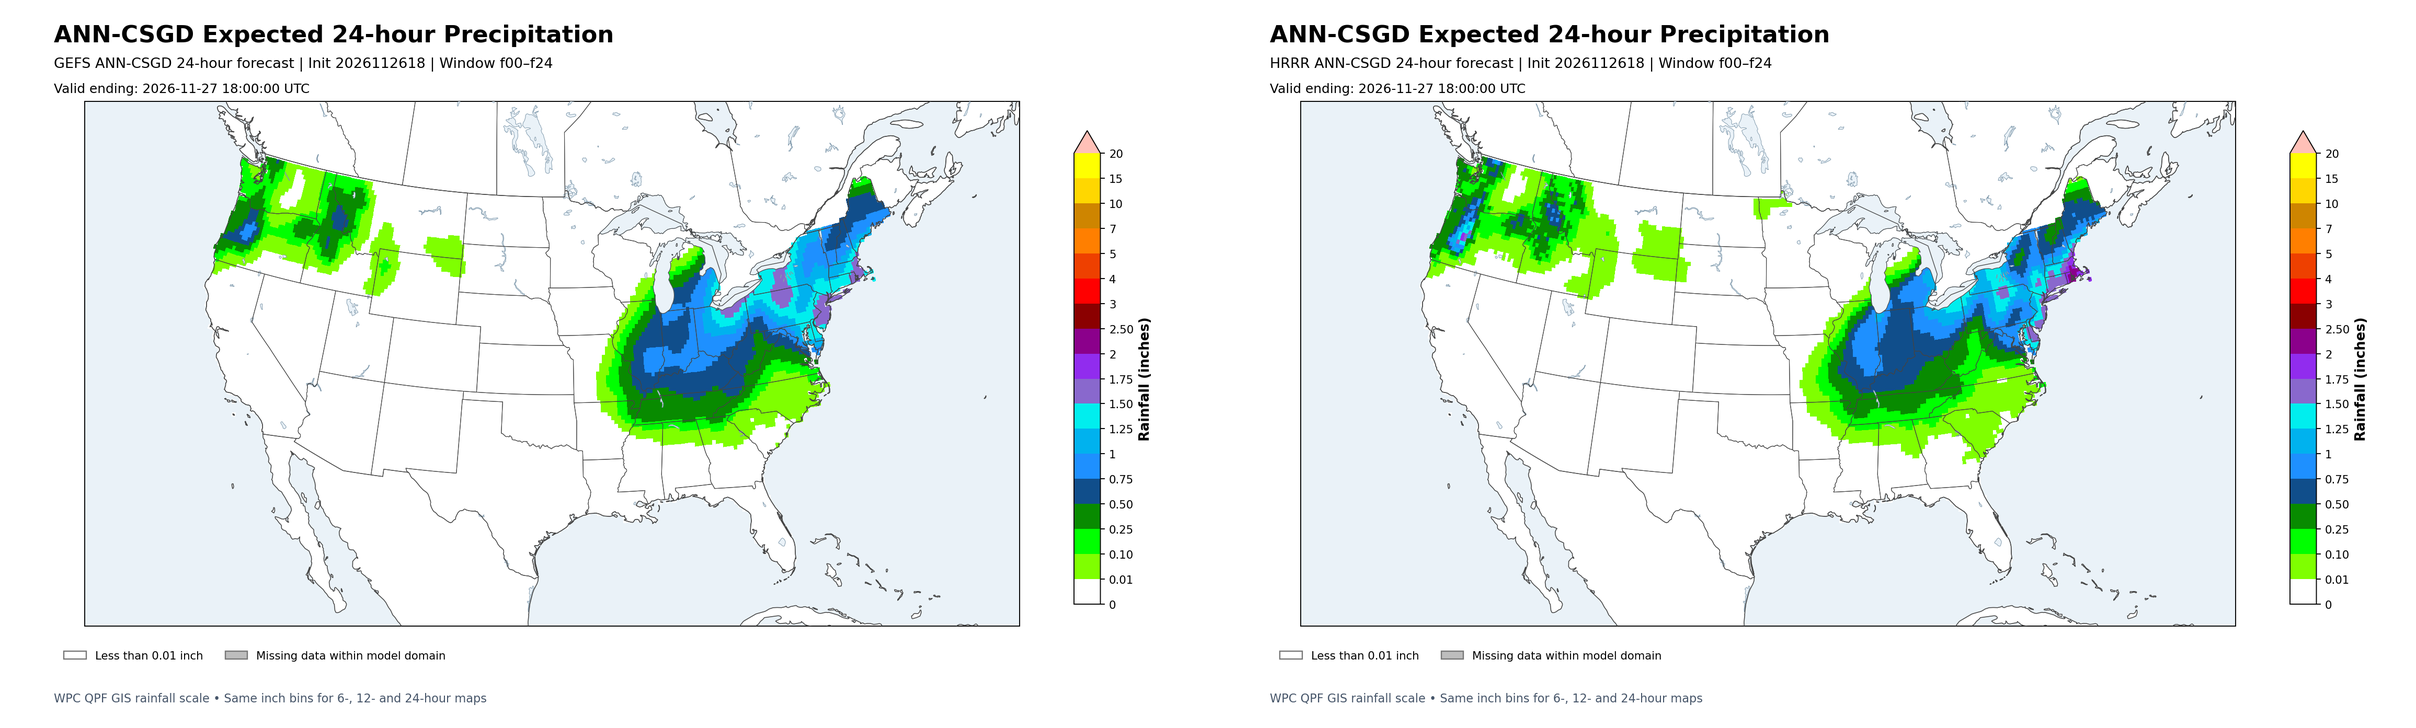 ANN-CSGD Expected 24-hour Precipitation
GEFS ANN-CSGD 24-hour forecast | Init 2026112618 | Window f00–f24
Valid ending: 2026-11-27 18:00:00 UTC
20
15
10
7
5
4
3
2.50
2
1.75
1.50
1.25
1
0.75
0.50
0.25
0.10
0.01
0
Rainfall (inches)
Less than 0.01 inch
Missing data within model domain
WPC QPF GIS rainfall scale • Same inch bins for 6-, 12- and 24-hour maps
ANN-CSGD Expected 24-hour Precipitation
HRRR ANN-CSGD 24-hour forecast | Init 2026112618 | Window f00–f24
Valid ending: 2026-11-27 18:00:00 UTC
20
15
10
7
5
4
3
2.50
2
1.75
1.50
1.25
1
0.75
0.50
0.25
0.10
0.01
0
Rainfall (inches)
Less than 0.01 inch
Missing data within model domain
WPC QPF GIS rainfall scale • Same inch bins for 6-, 12- and 24-hour maps